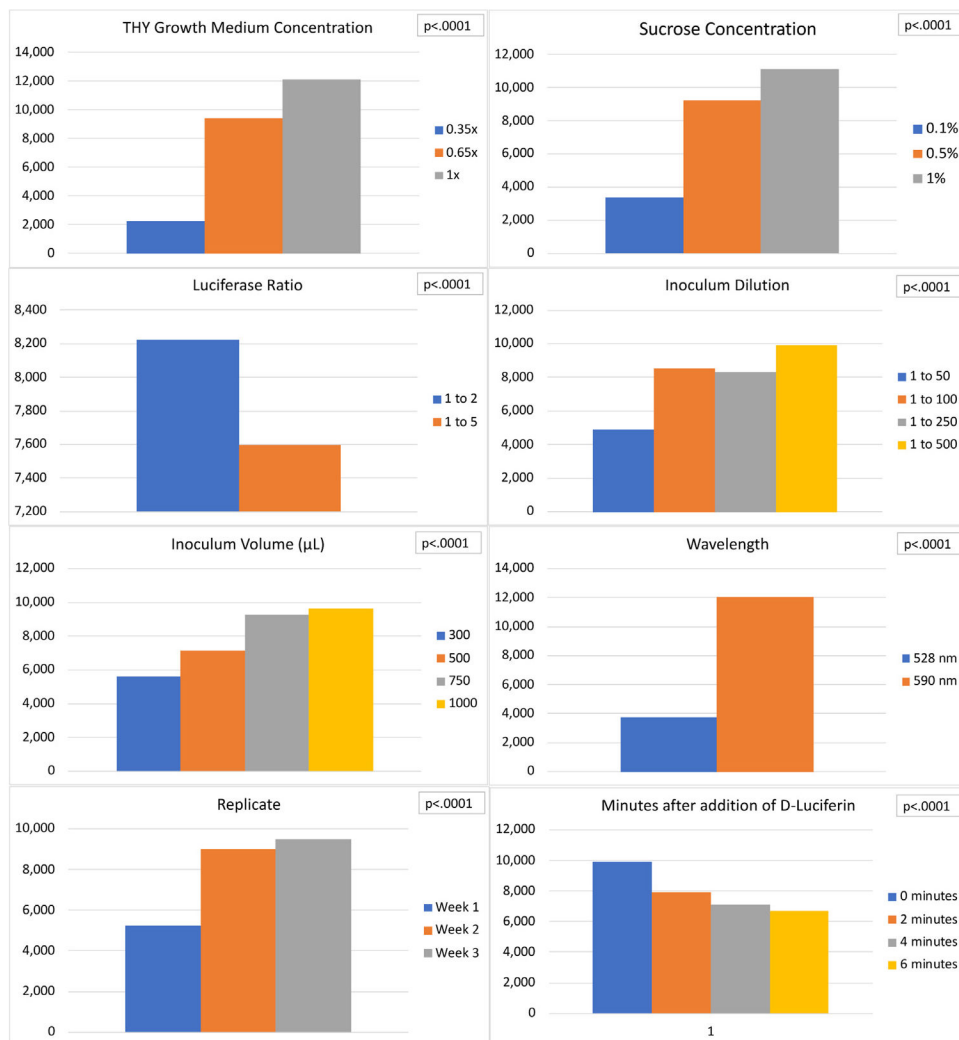 THY Growth Medium Concentration
p<.0001
14,000
12,000
10,000
8,000
6,000
4,000
2,000
0
0.35x
0.65x
1x
Sucrose Concentration
p<.0001
12,000
10,000
8,000
6,000
4,000
2,000
0
0.1%
0.5%
1%
Luciferase Ratio
p<.0001
8,400
8,200
8,000
7,800
7,600
7,400
7,200
1 to 2
1 to 5
Inoculum Dilution
p<.0001
12,000
10,000
8,000
6,000
4,000
2,000
0
1 to 50
1 to 100
1 to 250
1 to 500
Inoculum Volume (µL)
p<.0001
12,000
10,000
8,000
6,000
4,000
2,000
0
300
500
750
1000
Wavelength
p<.0001
14,000
12,000
10,000
8,000
6,000
4,000
2,000
0
528 nm
590 nm
Replicate
p<.0001
10,000
8,000
6,000
4,000
2,000
0
Week 1
Week 2
Week 3
Minutes after addition of D-Luciferin
p<.0001
12,000
10,000
8,000
6,000
4,000
2,000
0
1
0 minutes
2 minutes
4 minutes
6 minutes